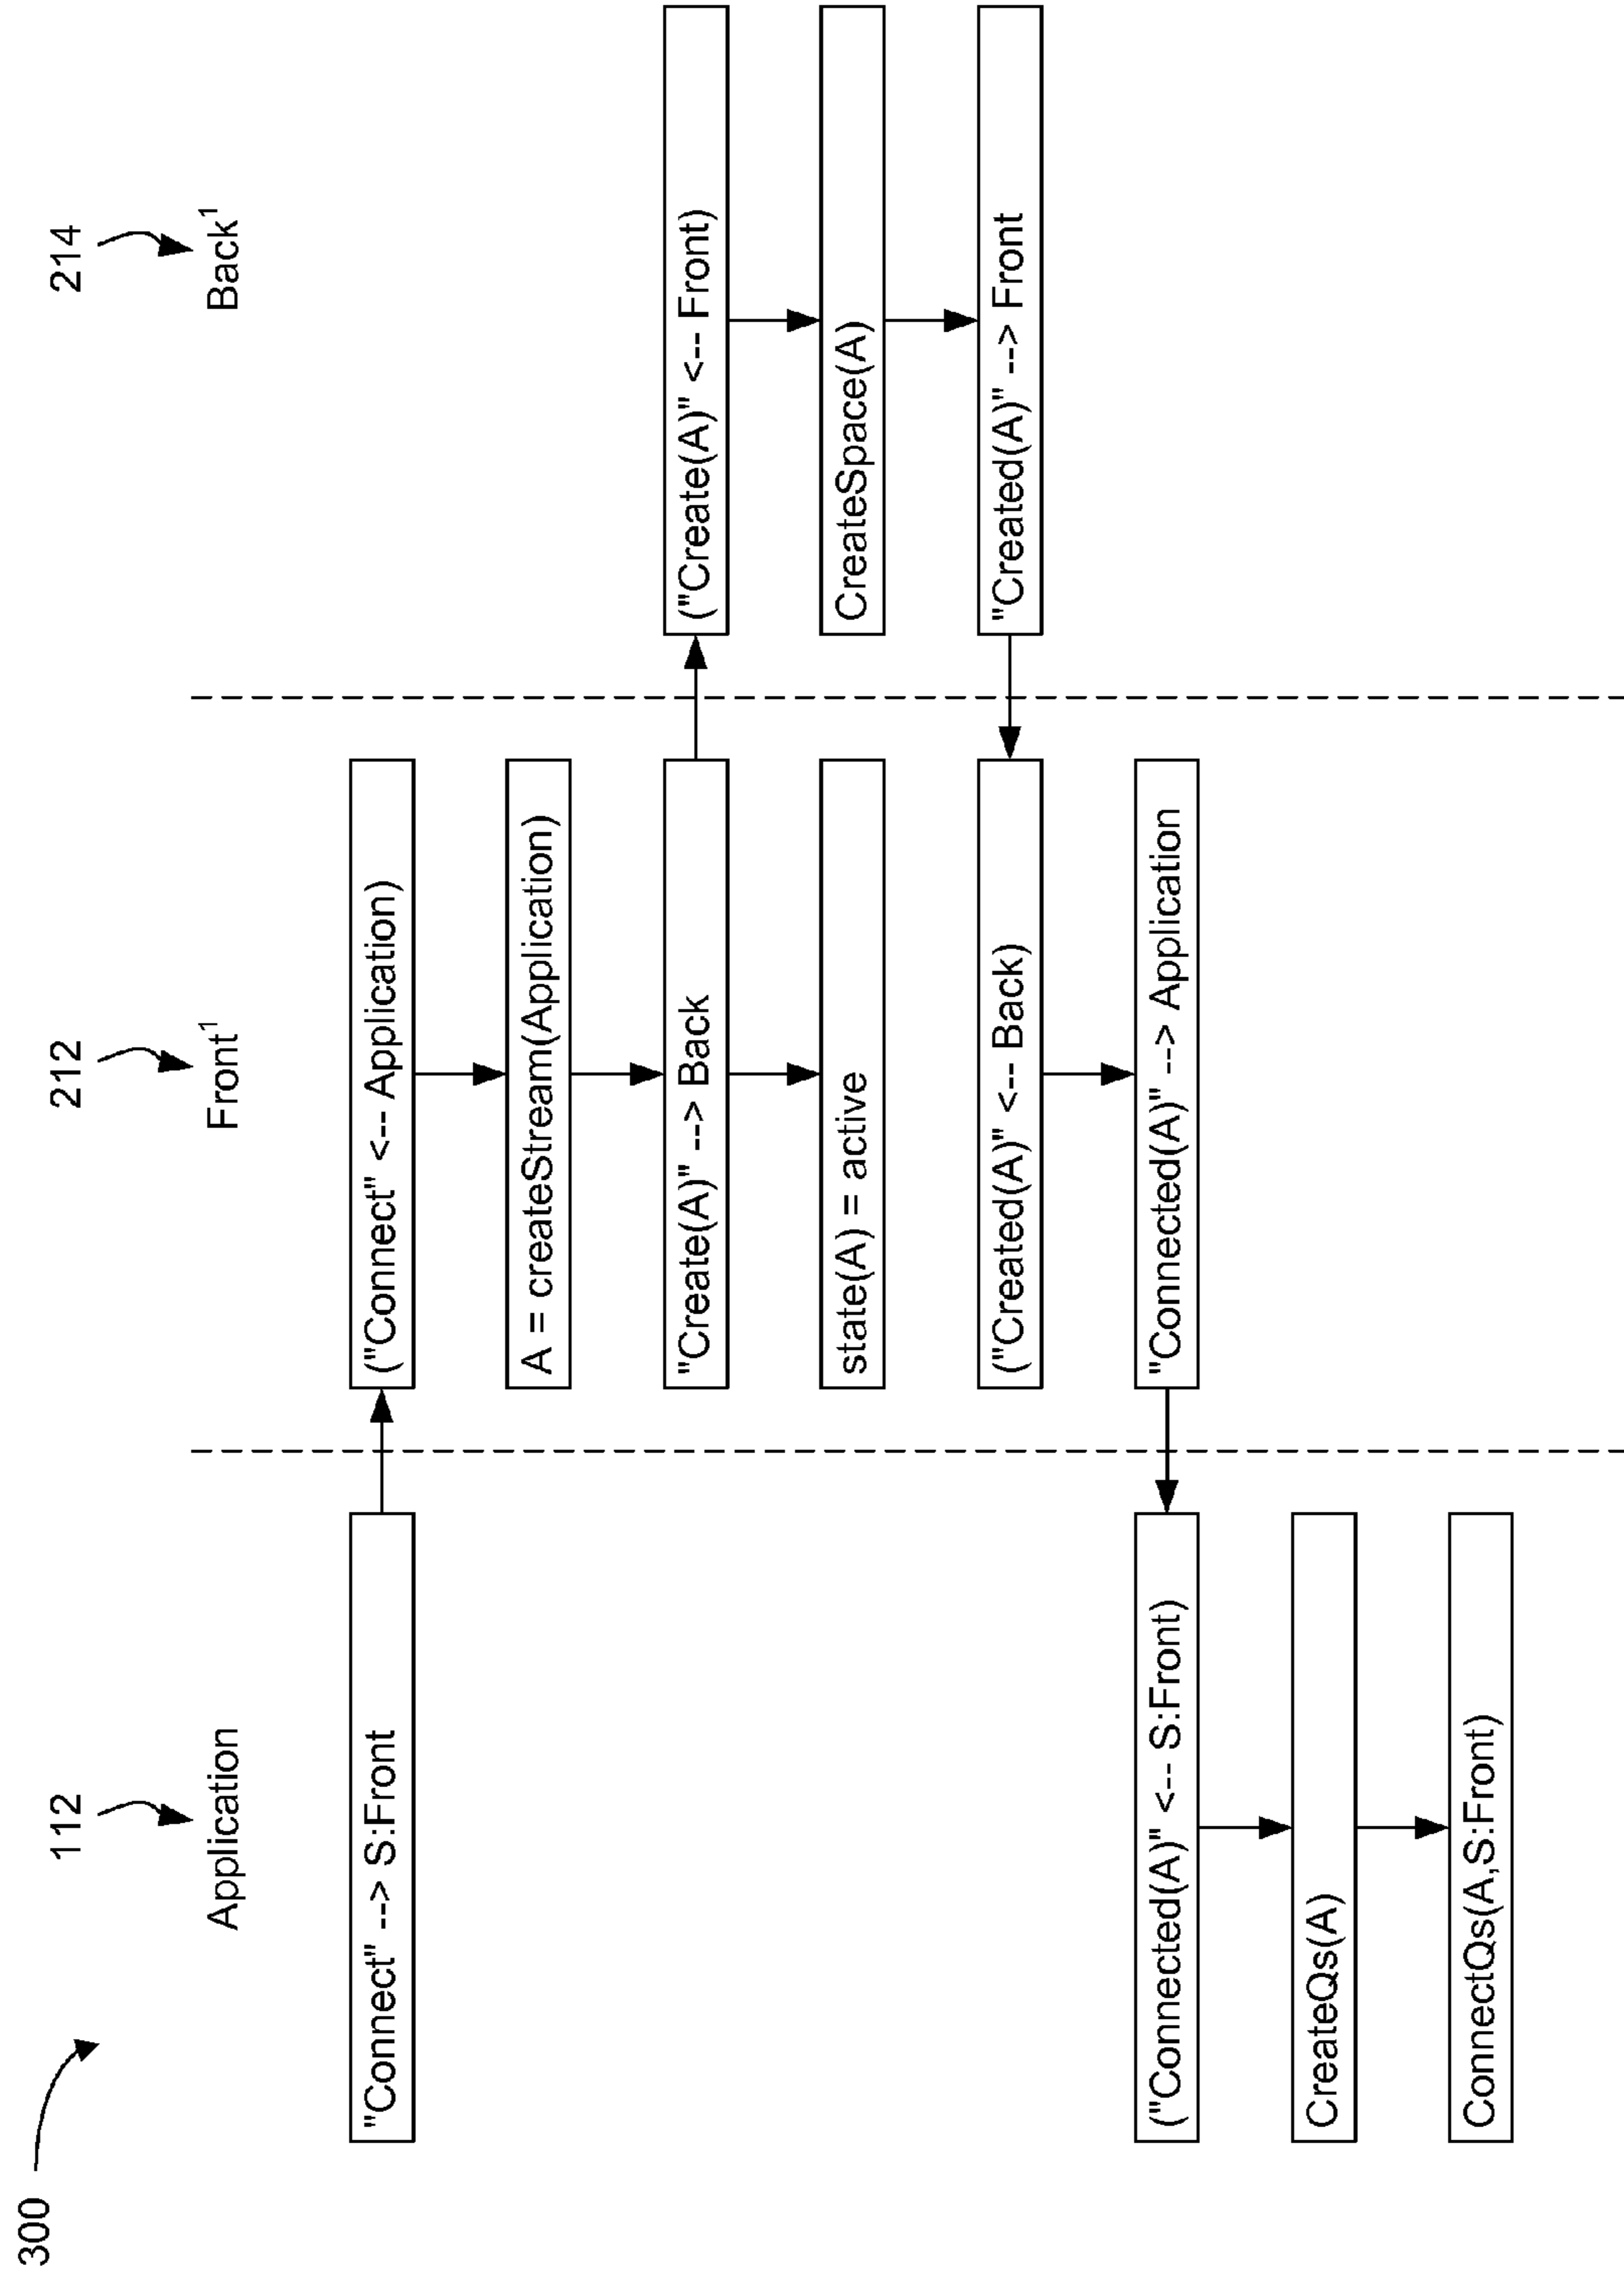 300
112
212
214
Application
Front¹
Back¹
"Connect" --> S:Front
("Connect" <-- Application)
A = createStream(Application)
"Create(A)" --> Back
("Create(A)" <-- Front)
state(A) = active
CreateSpace(A)
("Created(A)" <-- Back)
"Created(A)" --> Front
("Connected(A)" <-- S:Front)
"Connected(A)" --> Application
CreateQs(A)
ConnectQs(A,S:Front)